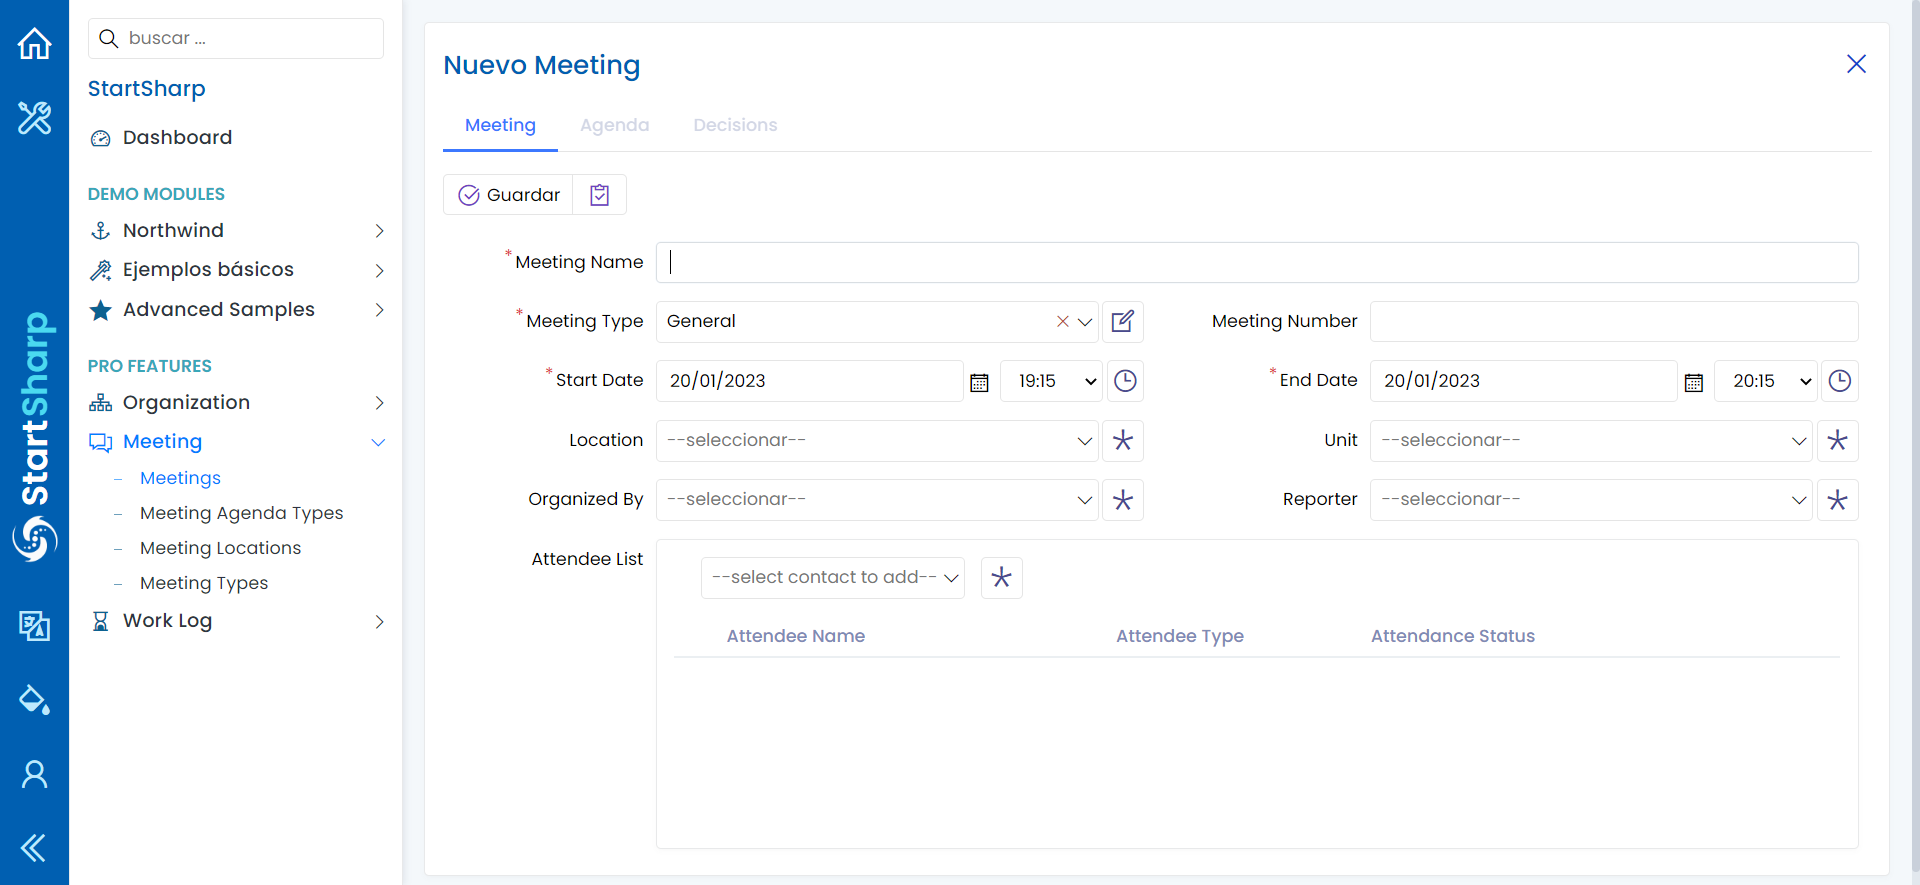 buscar ...
StartSharp
Dashboard
DEMO MODULES
Northwind
Ejemplos básicos
Advanced Samples
PRO FEATURES
Organization
Meeting
Meetings
Meeting Agenda Types
Meeting Locations
Meeting Types
Work Log
StartSharp
Nuevo Meeting
Meeting Agenda Decisions
Guardar
* Meeting Name
* Meeting Type General Meeting Number
* Start Date 20/01/2023 19:15 * End Date 20/01/2023 20:15
Location --seleccionar-- Unit --seleccionar--
Organized By --seleccionar-- Reporter --seleccionar--
Attendee List --select contact to add--
Attendee Name Attendee Type Attendance Status